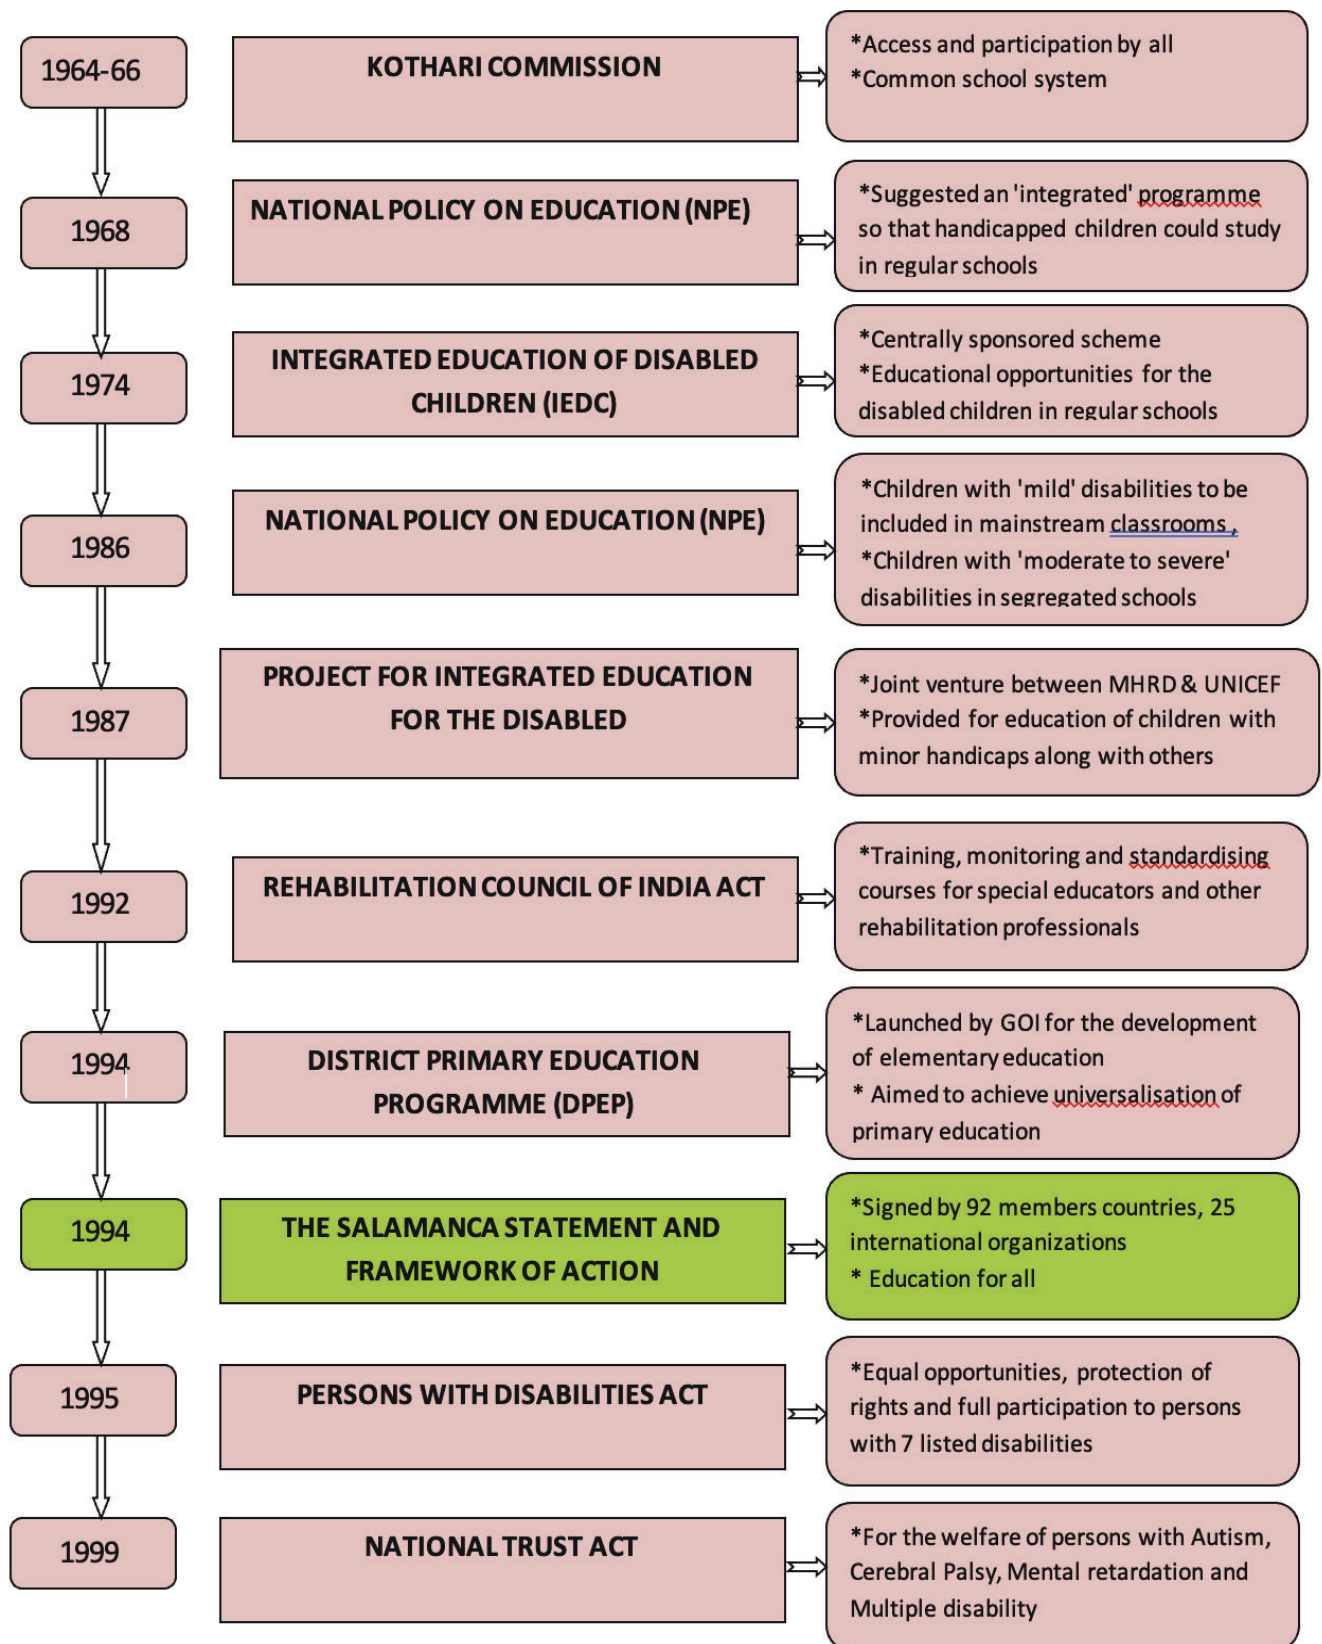 1964-66
KOTHARI COMMISSION
*Access and participation by all
*Common school system
1968
NATIONAL POLICY ON EDUCATION (NPE)
*Suggested an 'integrated' programme
so that handicapped children could study
in regular schools
1974
INTEGRATED EDUCATION OF DISABLED
CHILDREN (IEDC)
*Centrally sponsored scheme
*Educational opportunities for the
disabled children in regular schools
1986
NATIONAL POLICY ON EDUCATION (NPE)
*Children with 'mild' disabilities to be
included in mainstream classrooms ,
*Children with 'moderate to severe'
disabilities in segregated schools
1987
PROJECT FOR INTEGRATED EDUCATION
FOR THE DISABLED
*Joint venture between MHRD & UNICEF
*Provided for education of children with
minor handicaps along with others
1992
REHABILITATION COUNCIL OF INDIA ACT
*Training, monitoring and standardising
courses for special educators and other
rehabilitation professionals
1994
DISTRICT PRIMARY EDUCATION
PROGRAMME (DPEP)
*Launched by GOI for the development
of elementary education
* Aimed to achieve universalisation of
primary education
1994
THE SALAMANCA STATEMENT AND
FRAMEWORK OF ACTION
*Signed by 92 members countries, 25
international organizations
* Education for all
1995
PERSONS WITH DISABILITIES ACT
*Equal opportunities, protection of
rights and full participation to persons
with 7 listed disabilities
1999
NATIONAL TRUST ACT
*For the welfare of persons with Autism,
Cerebral Palsy, Mental retardation and
Multiple disability